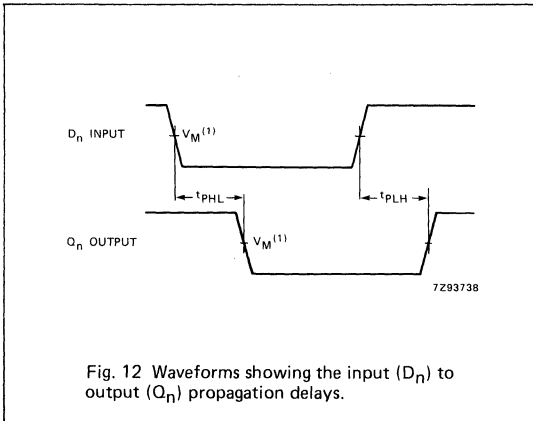 Dn INPUT
VM(1)
tPHL
tPLH
Qn OUTPUT
VM(1)
7Z93738
Fig. 12 Waveforms showing the input (Dn) to
output (Qn) propagation delays.